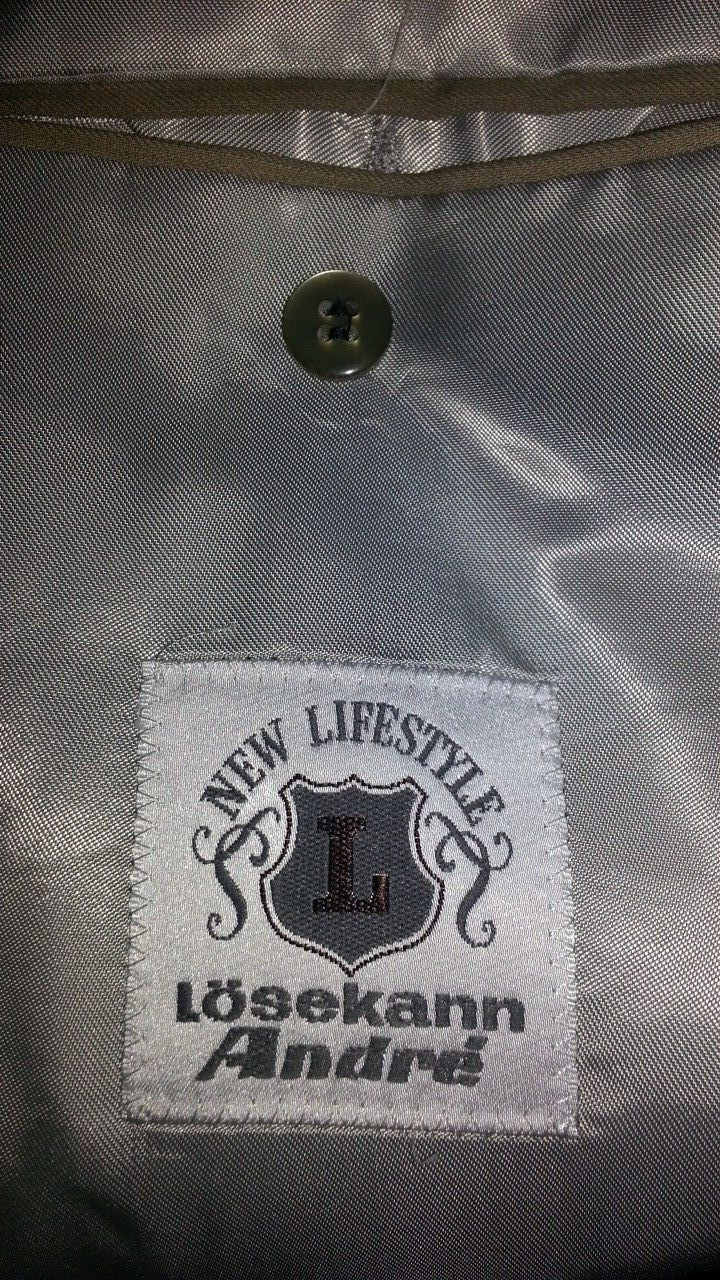 NEW LIFESTYLE
L
Lösekann
André